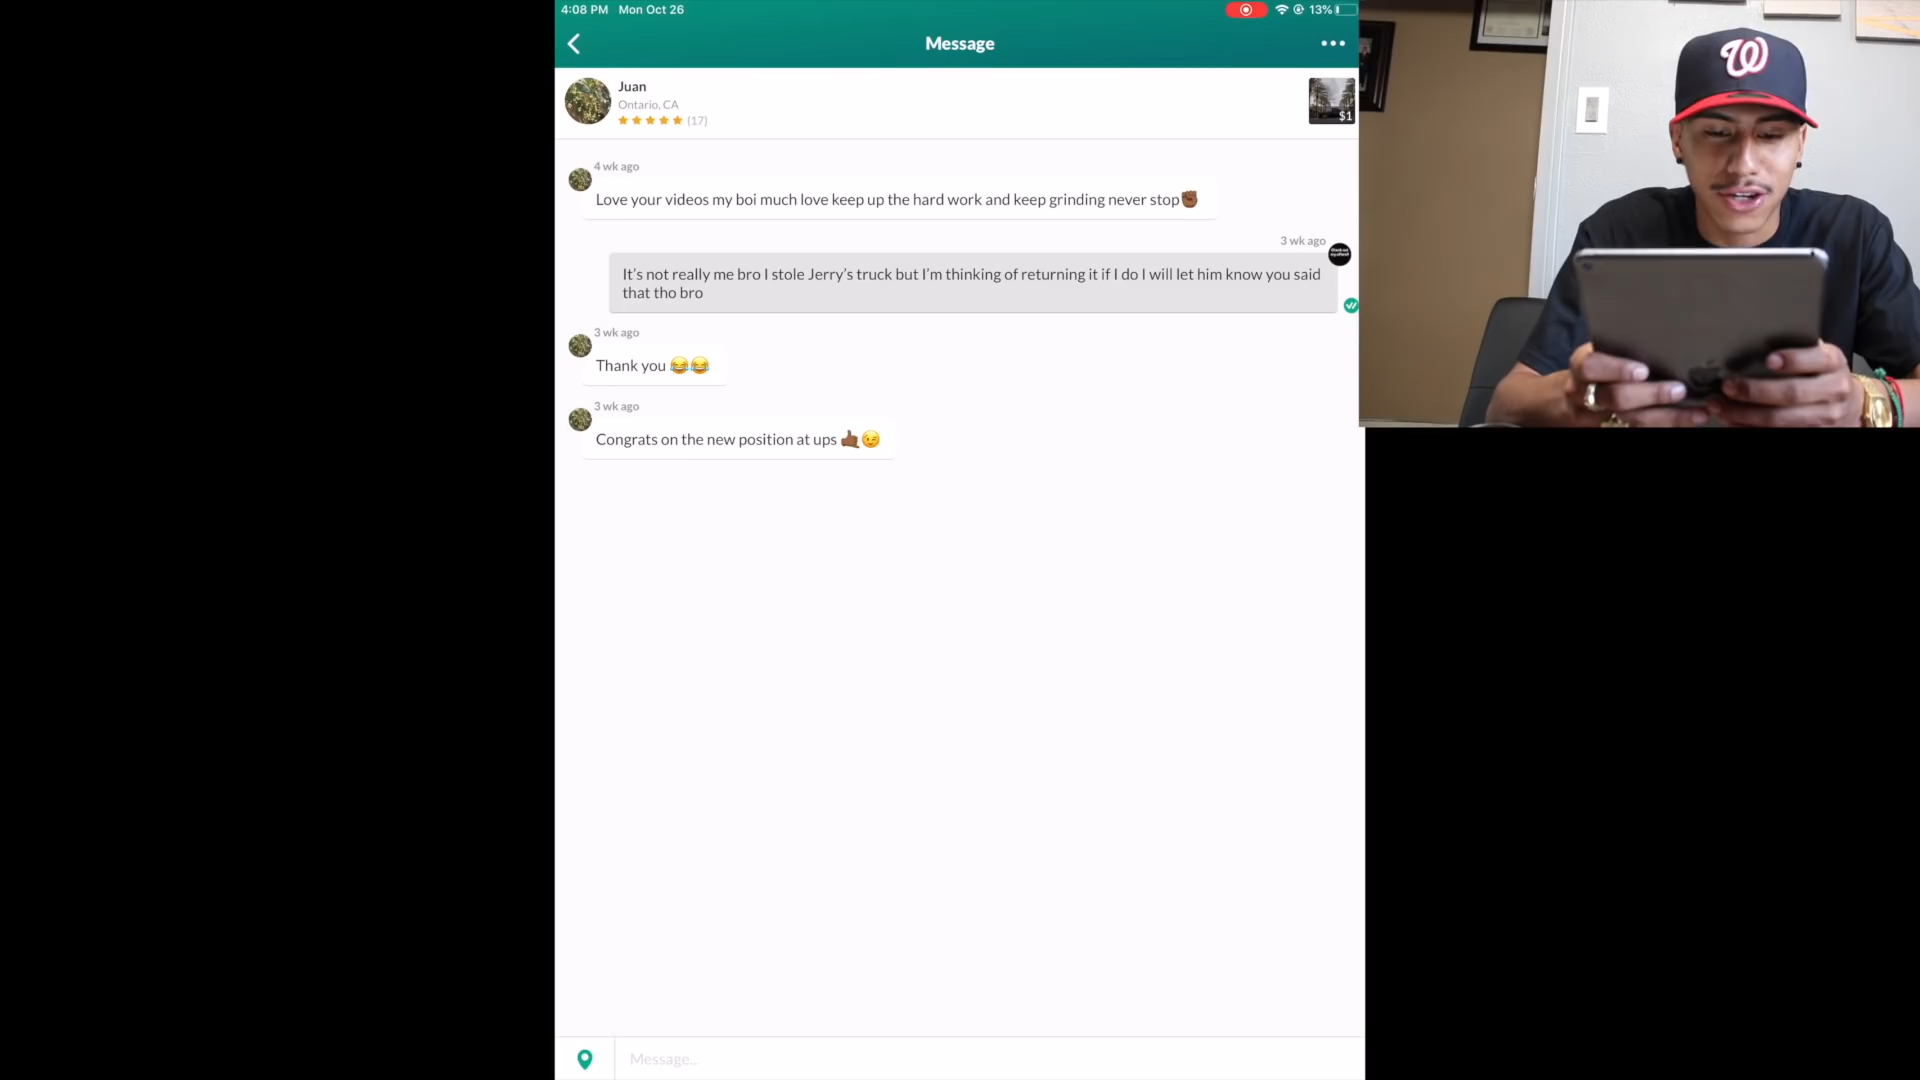 4:08 PM Mon Oct 26
13%
Message
Juan
Ontario, CA
(17)
$1
4 wk ago
Love your videos my boi much love keep up the hard work and keep grinding never stop✊🏾
3 wk ago
It's not really me bro I stole Jerry's truck but I'm thinking of returning it if I do I will let him know you said
that tho bro
3 wk ago
Thank you 😂😂
3 wk ago
Congrats on the new position at ups 🤙🏾😉
Message...
W